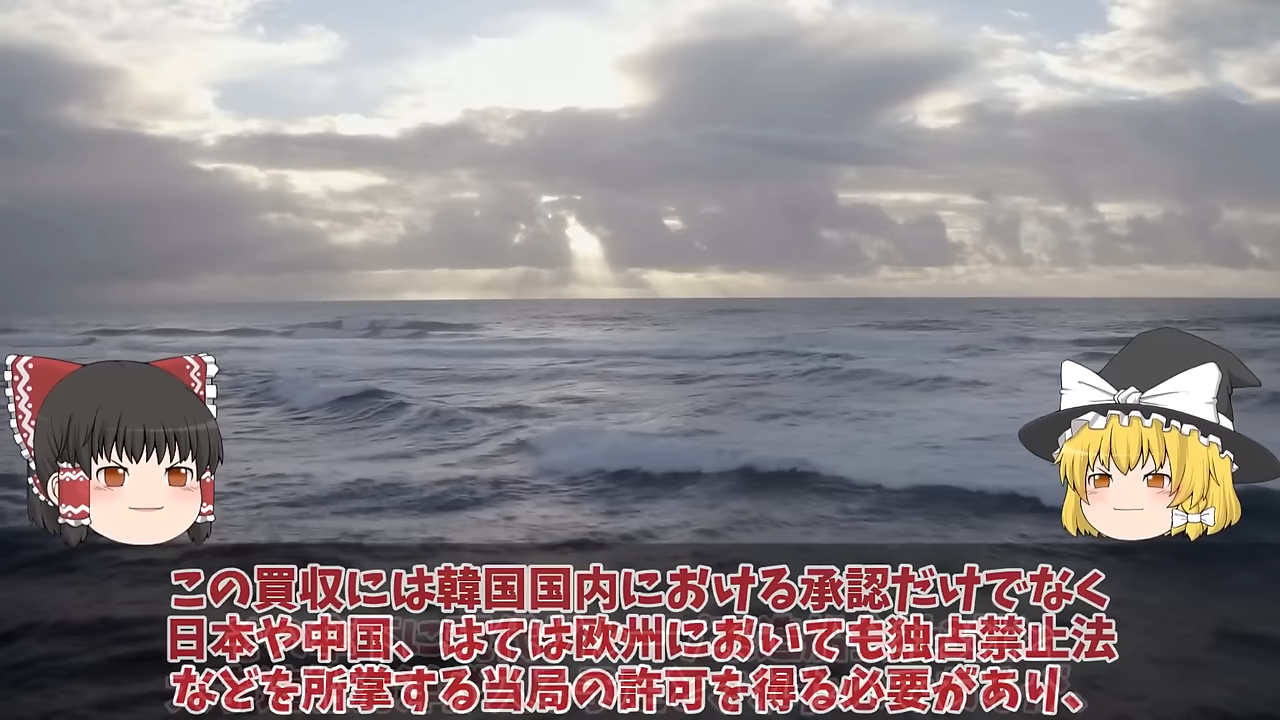 この買収には韓国国内における承認だけでなく
日本や中国、はては欧州においても独占禁止法
などを所掌する当局の許可を得る必要があり、